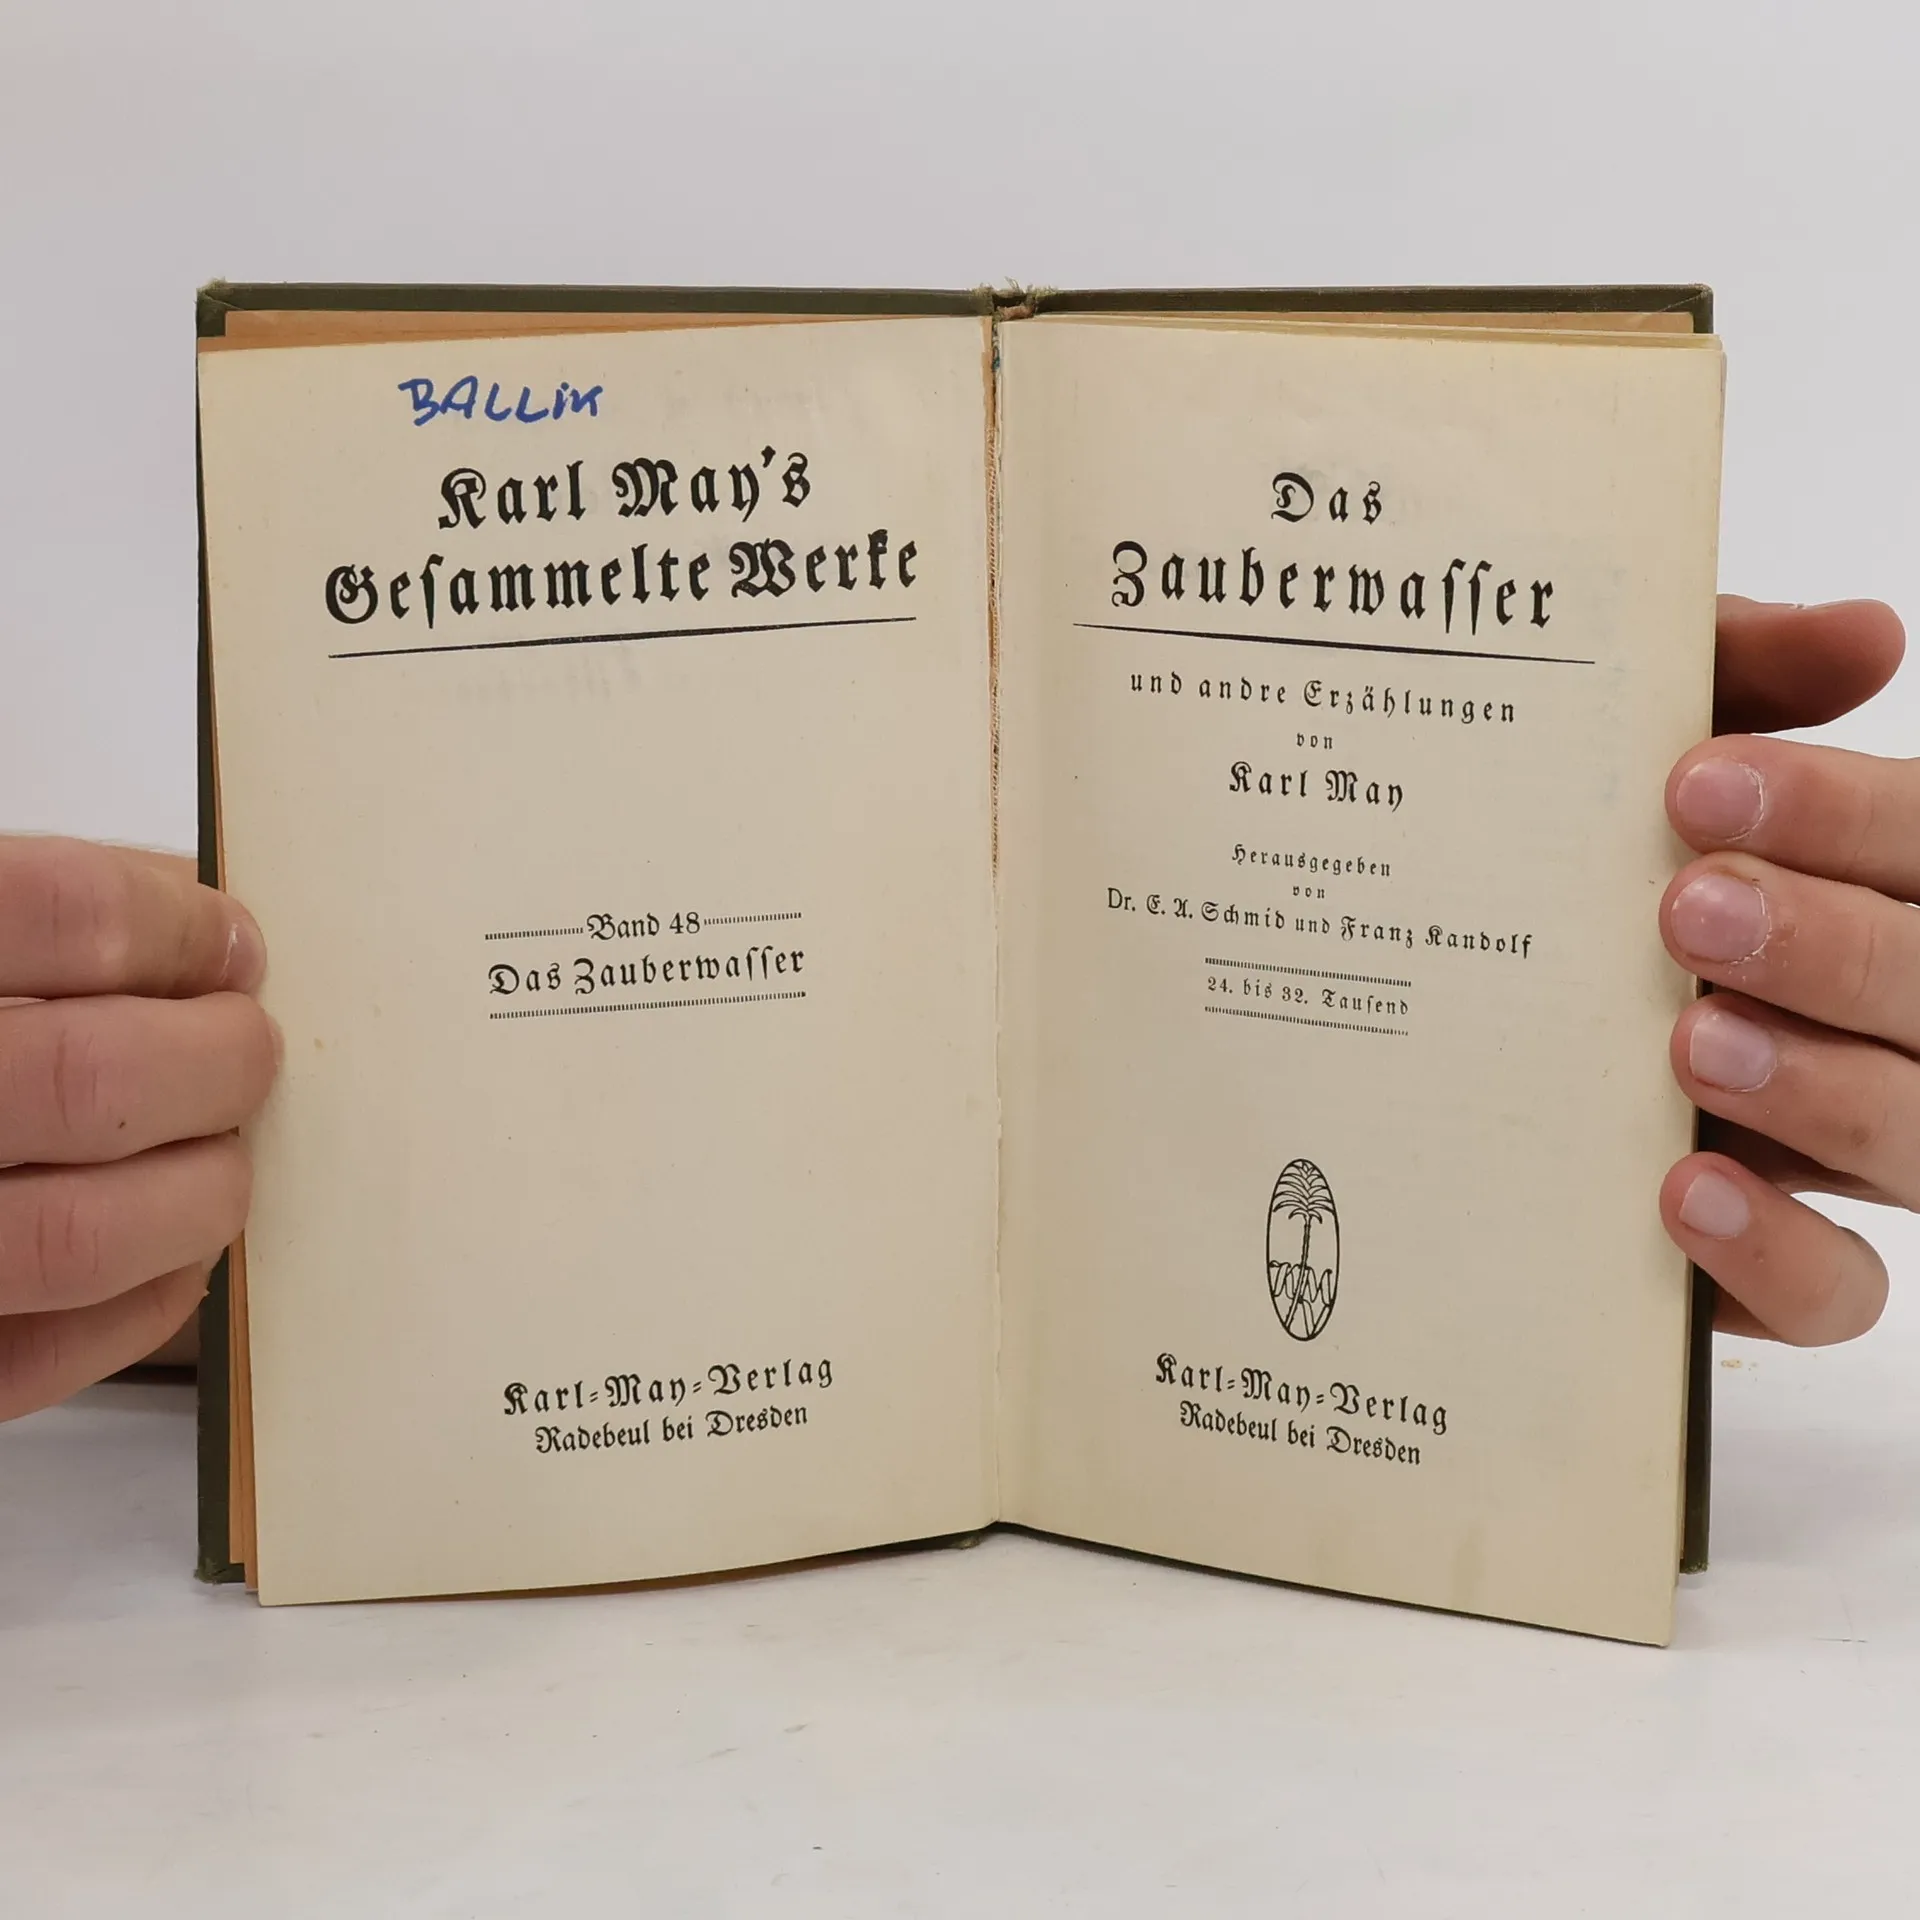 BALLIK
Karl May's
Gesammelte Werke
Band 48
Das Zauberwasser
Karl-May-Verlag
Radebeul bei Dresden
Das
Zauberwasser
und andre Erzählungen
von
Karl May
Herausgegeben
von
Dr. E. A. Schmid und Franz Kandolf
24. bis 32. Tausend
Karl-May-Verlag
Radebeul bei Dresden